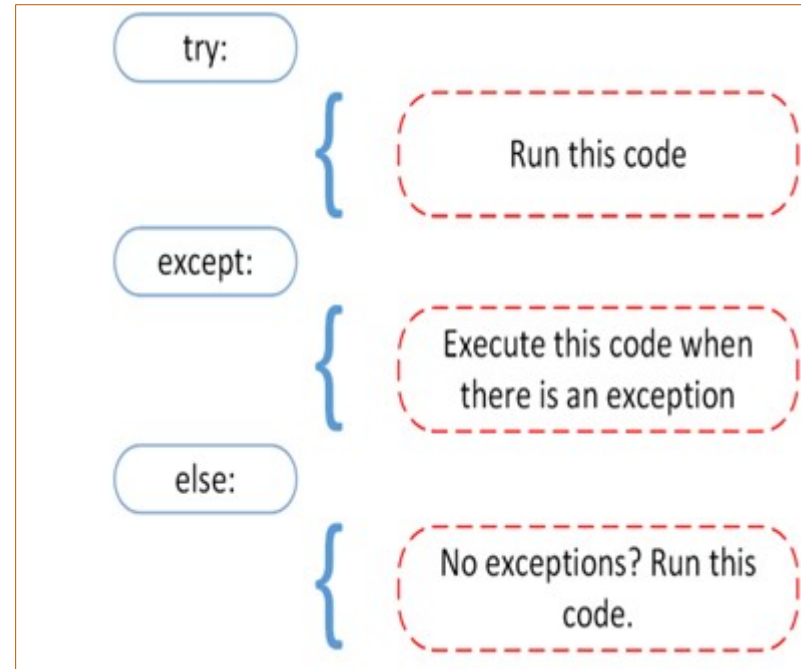 try:
Run this code
except:
Execute this code when
there is an exception
else:
No exceptions? Run this
code.